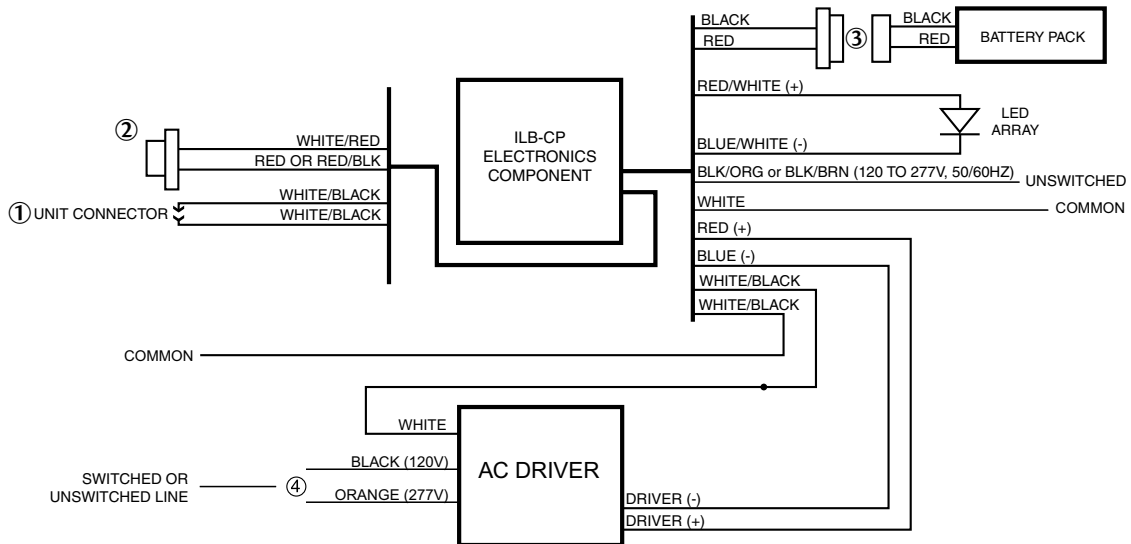 BLACK
RED
③
BLACK
RED
BATTERY PACK
RED/WHITE (+)
LED
ARRAY
BLUE/WHITE (-)
②
WHITE/RED
RED OR RED/BLK
ILB-CP
ELECTRONICS
COMPONENT
BLK/ORG or BLK/BRN (120 TO 277V, 50/60HZ)
UNSWITCHED
WHITE/BLACK
① UNIT CONNECTOR
WHITE/BLACK
WHITE
COMMON
RED (+)
BLUE (-)
WHITE/BLACK
WHITE/BLACK
COMMON
WHITE
BLACK (120V)
AC DRIVER
SWITCHED OR
UNSWITCHED LINE
④
ORANGE (277V)
DRIVER (-)
DRIVER (+)